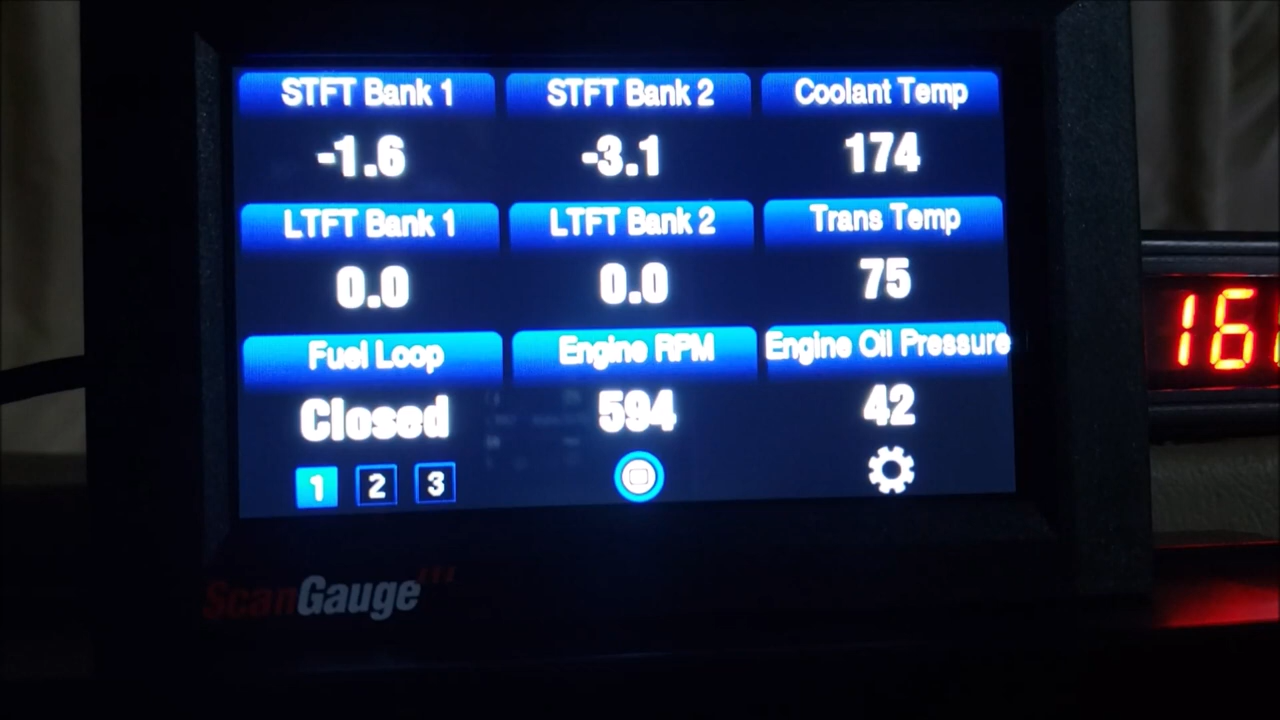 STFT Bank 1 STFT Bank 2 Coolant Temp
-1.6 -3.1 174
LTFT Bank 1 LTFT Bank 2 Trans Temp
0.0 0.0 75
Fuel Loop Engine RPM Engine Oil Pressure
Closed 594 42
1 2 3
ScanGauge III
16